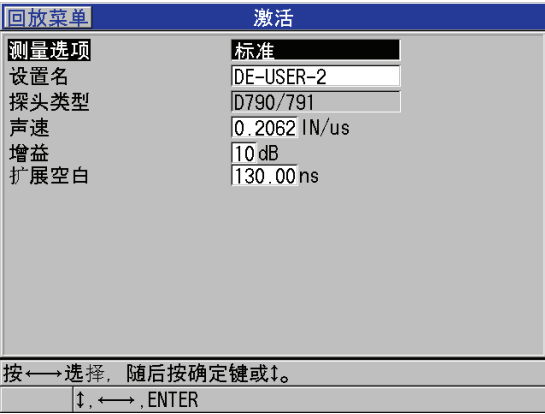 回放菜单 激活
测量选项 标准
设置名 DE-USER-2
探头类型 D790/791
声速 0.2062 IN/us
增益 10 dB
扩展空白 130.00 ns
按←→选择, 随后按确定键或↕。
↕, ←→ , ENTER